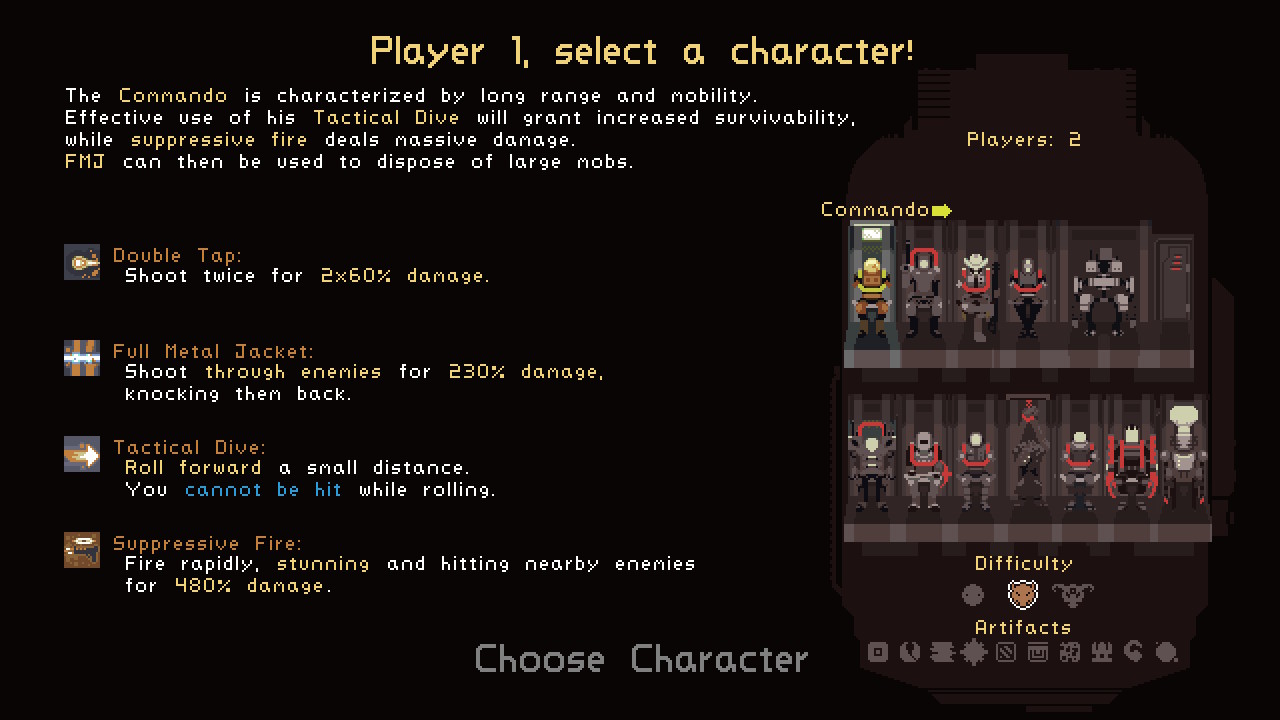 Player 1, select a character!
The Commando is characterized by long range and mobility.
Effective use of his Tactical Dive will grant increased survivability,
while suppressive fire deals massive damage.
FMJ can then be used to dispose of large mobs.
Players: 2
Commando
Double Tap:
Shoot twice for 2x60% damage.
Full Metal Jacket:
Shoot through enemies for 230% damage,
knocking them back.
Tactical Dive:
Roll forward a small distance.
You cannot be hit while rolling.
Suppressive Fire:
Fire rapidly, stunning and hitting nearby enemies
for 480% damage.
Difficulty
Artifacts
Choose Character